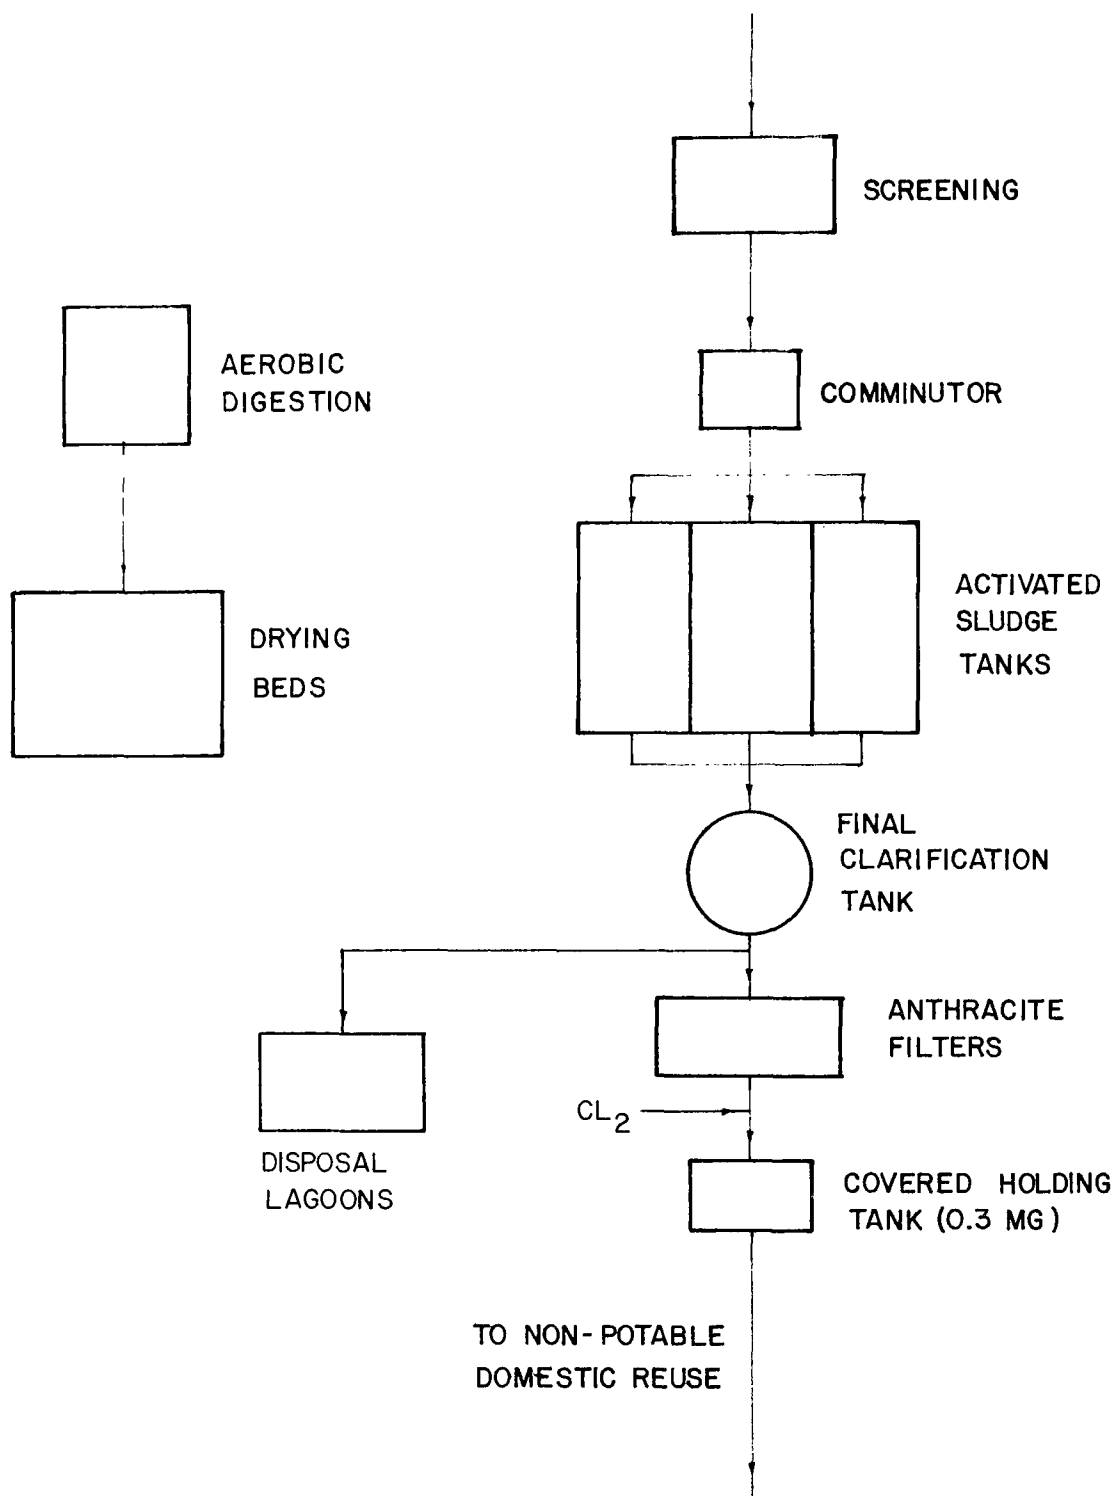 SCREENING
AEROBIC
DIGESTION
COMMINUTOR
ACTIVATED
SLUDGE
TANKS
DRYING
BEDS
FINAL
CLARIFICATION
TANK
ANTHRACITE
FILTERS
CL2
DISPOSAL
LAGOONS
COVERED HOLDING
TANK (0.3 MG)
TO NON-POTABLE
DOMESTIC REUSE